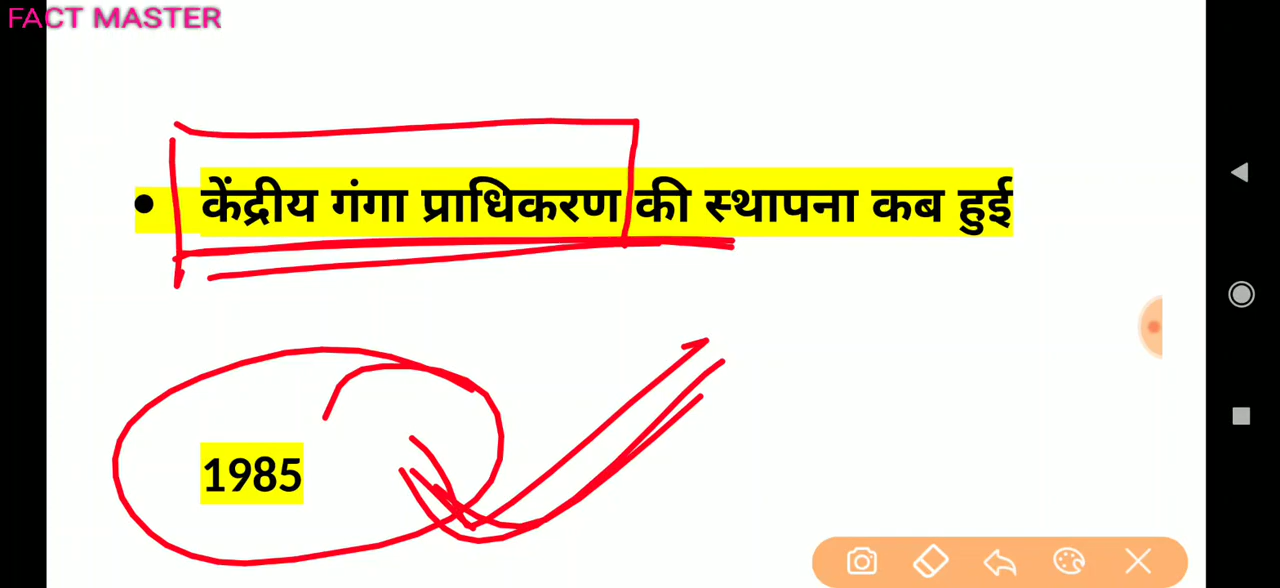 FACT MASTER
• केंद्रीय गंगा प्राधिकरण की स्थापना कब हुई
1985